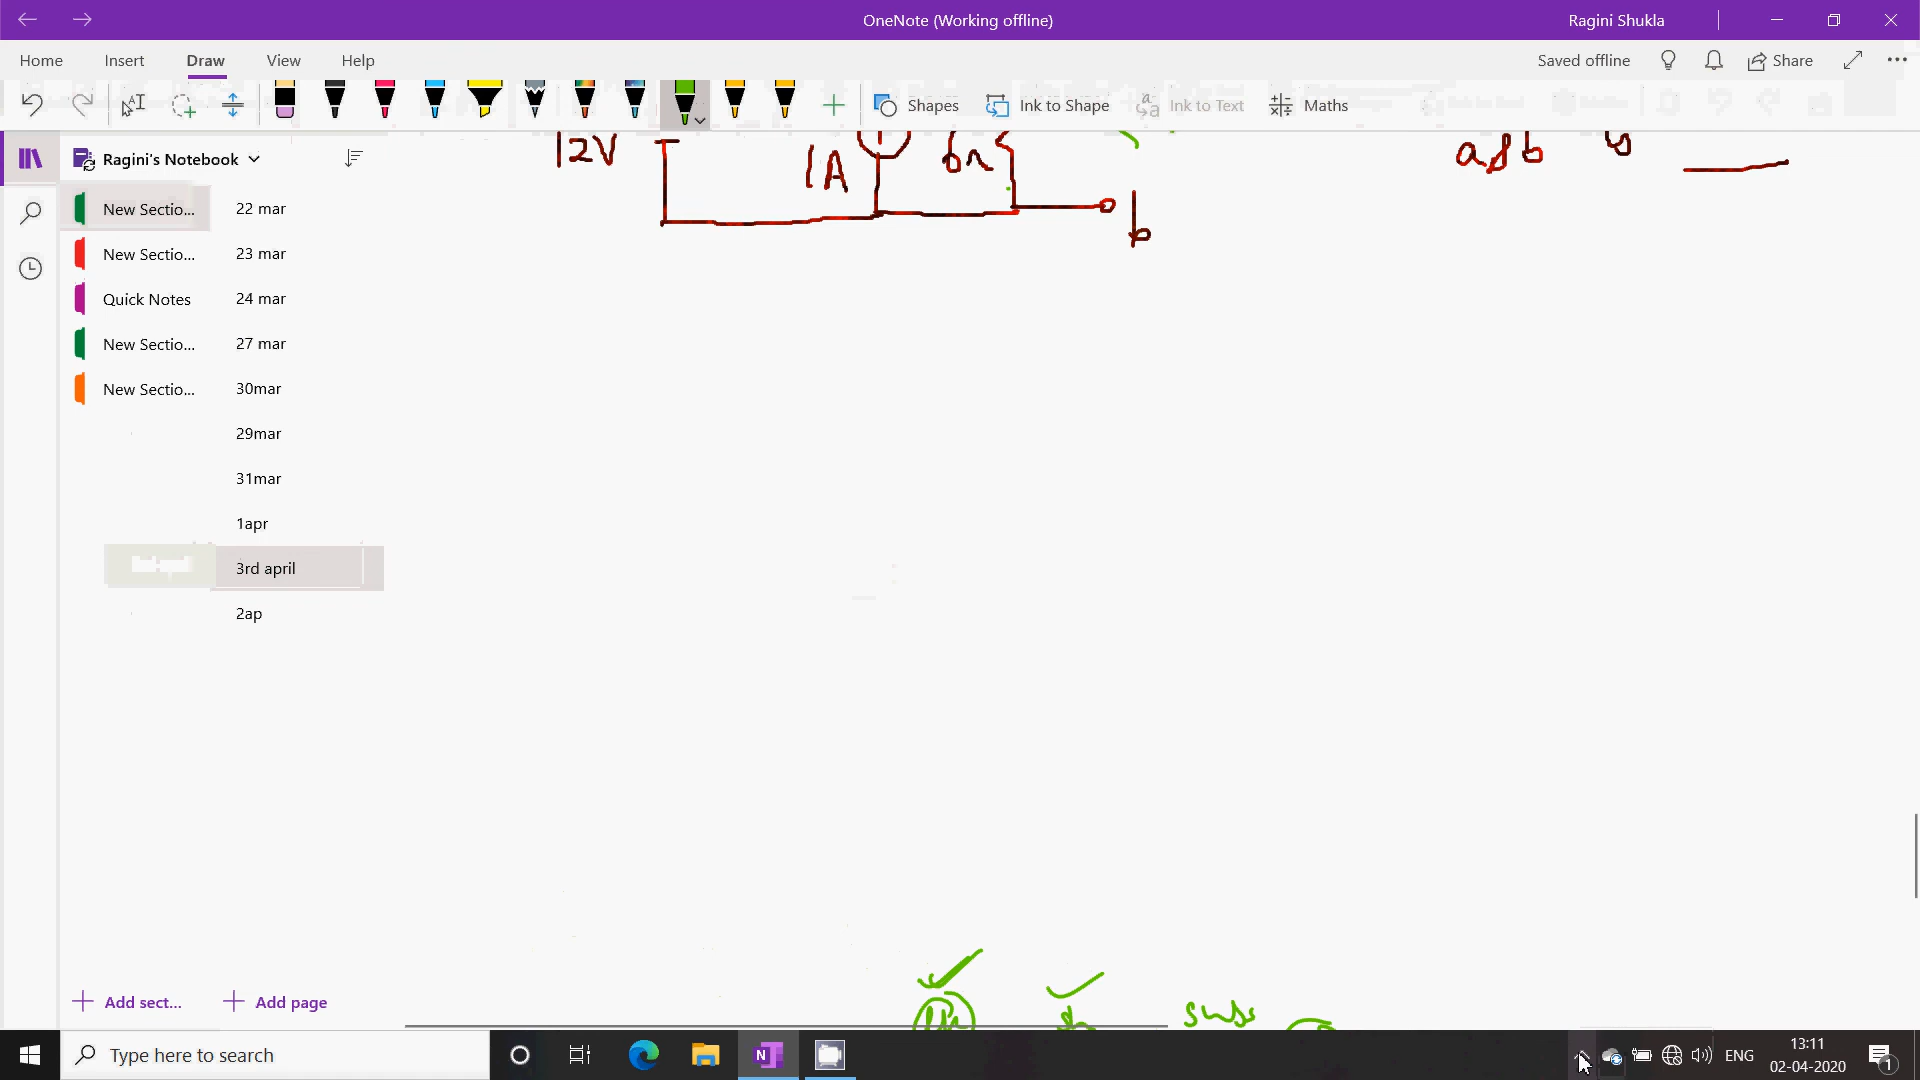 OneNote (Working offline)
Ragini Shukla
Home Insert Draw View Help
Saved offline Share
Shapes Ink to Shape Ink to Text Maths
Ragini's Notebook
New Sectio...
New Sectio...
Quick Notes
New Sectio...
New Sectio...
22 mar
23 mar
24 mar
27 mar
30mar
29mar
31mar
1apr
3rd april
2ap
12V 1A b
Add sect... Add page
Type here to search
ENG
13:11
02-04-2020
1